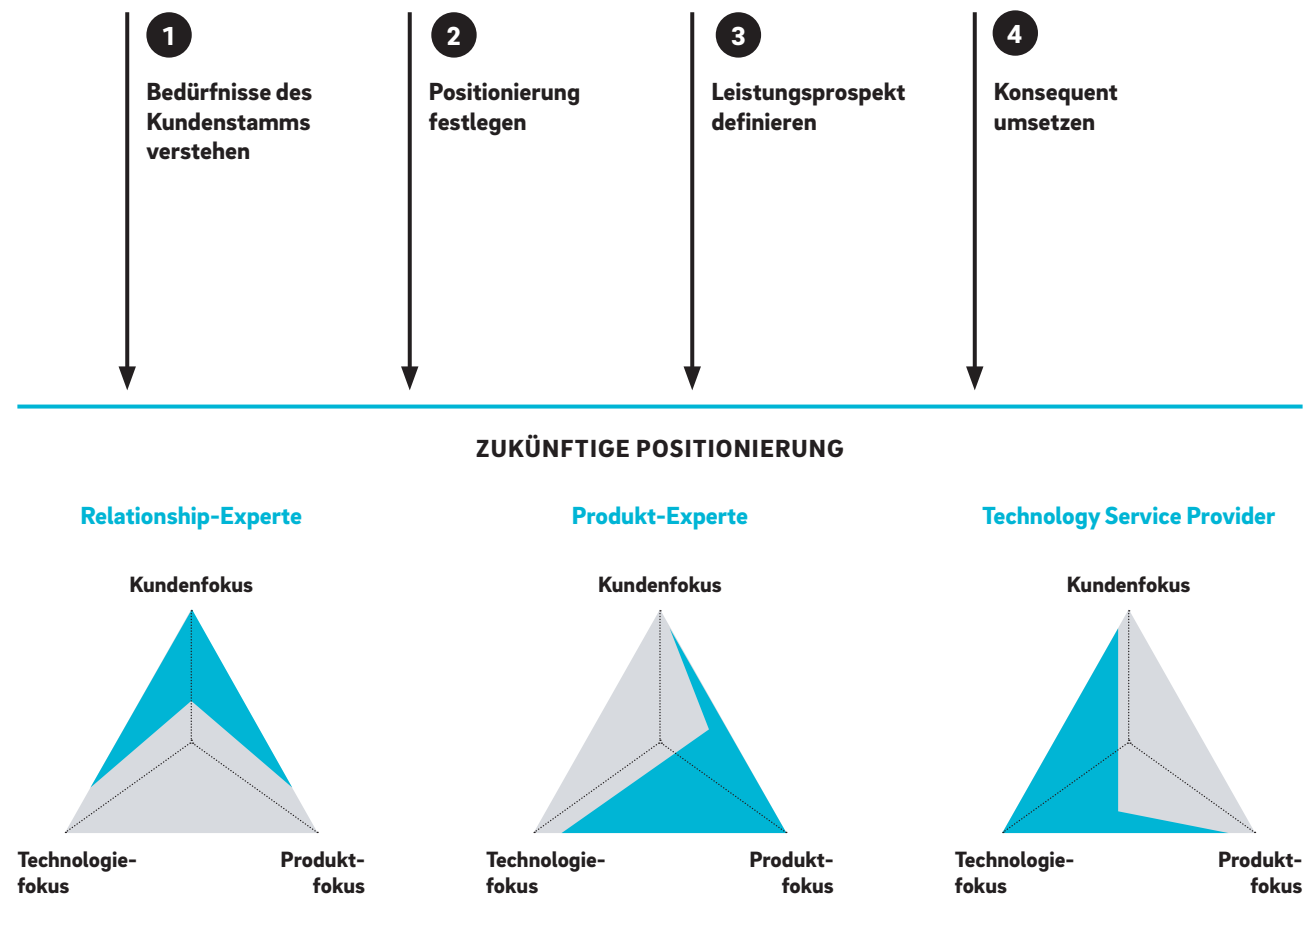 1
Bedürfnisse des
Kundenstamms
verstehen
2
Positionierung
festlegen
3
Leistungsprospekt
definieren
4
Konsequent
umsetzen
ZUKÜNFTIGE POSITIONIERUNG
Relationship-Experte
Kundenfokus
Technologie-
fokus
Produkt-
fokus
Produkt-Experte
Kundenfokus
Technologie-
fokus
Produkt-
fokus
Technology Service Provider
Kundenfokus
Technologie-
fokus
Produkt-
fokus